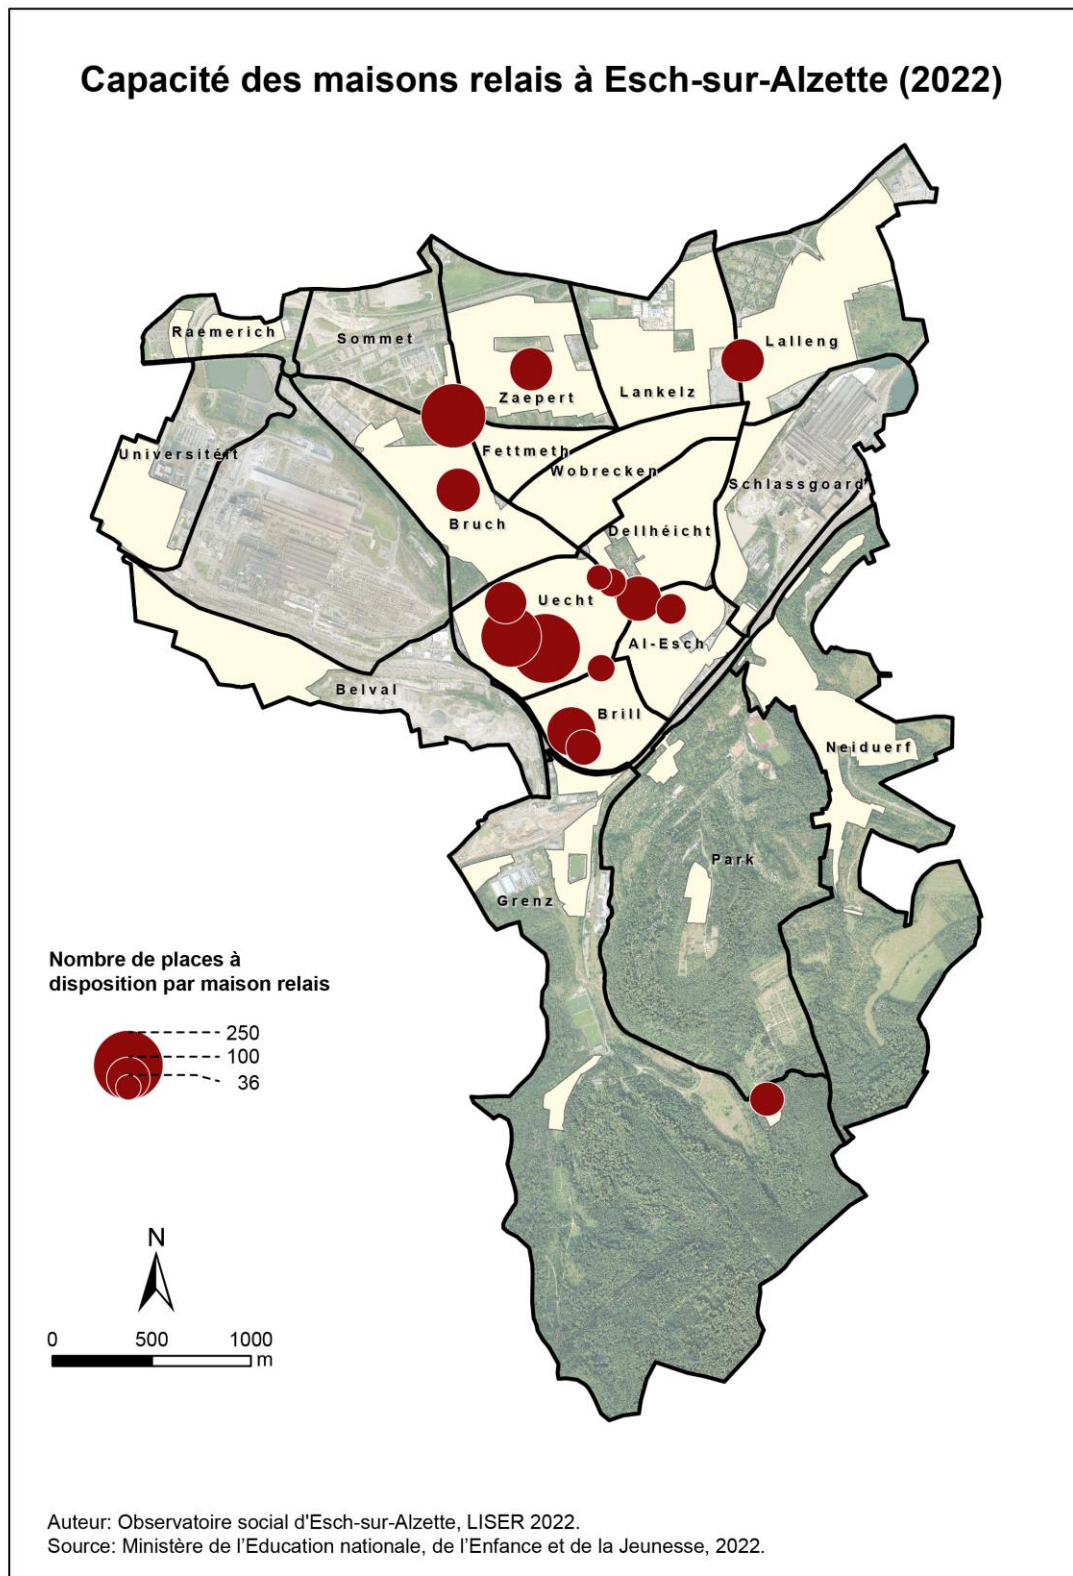 Capacité des maisons relais à Esch-sur-Alzette (2022)
Raemerich
Sommet
Lalleng
Zaepert
Lankelz
Fettmeth
Universitéit
Wobrecken
Schlassgoard
Bruch
Dellhéicht
Uecht
Al-Esch
Belval
Brill
Neiduerf
Park
Grenz
Nombre de places à
disposition par maison relais
250
100
36
N
0 500 1000
m
Auteur: Observatoire social d'Esch-sur-Alzette, LISER 2022.
Source: Ministère de l'Education nationale, de l'Enfance et de la Jeunesse, 2022.